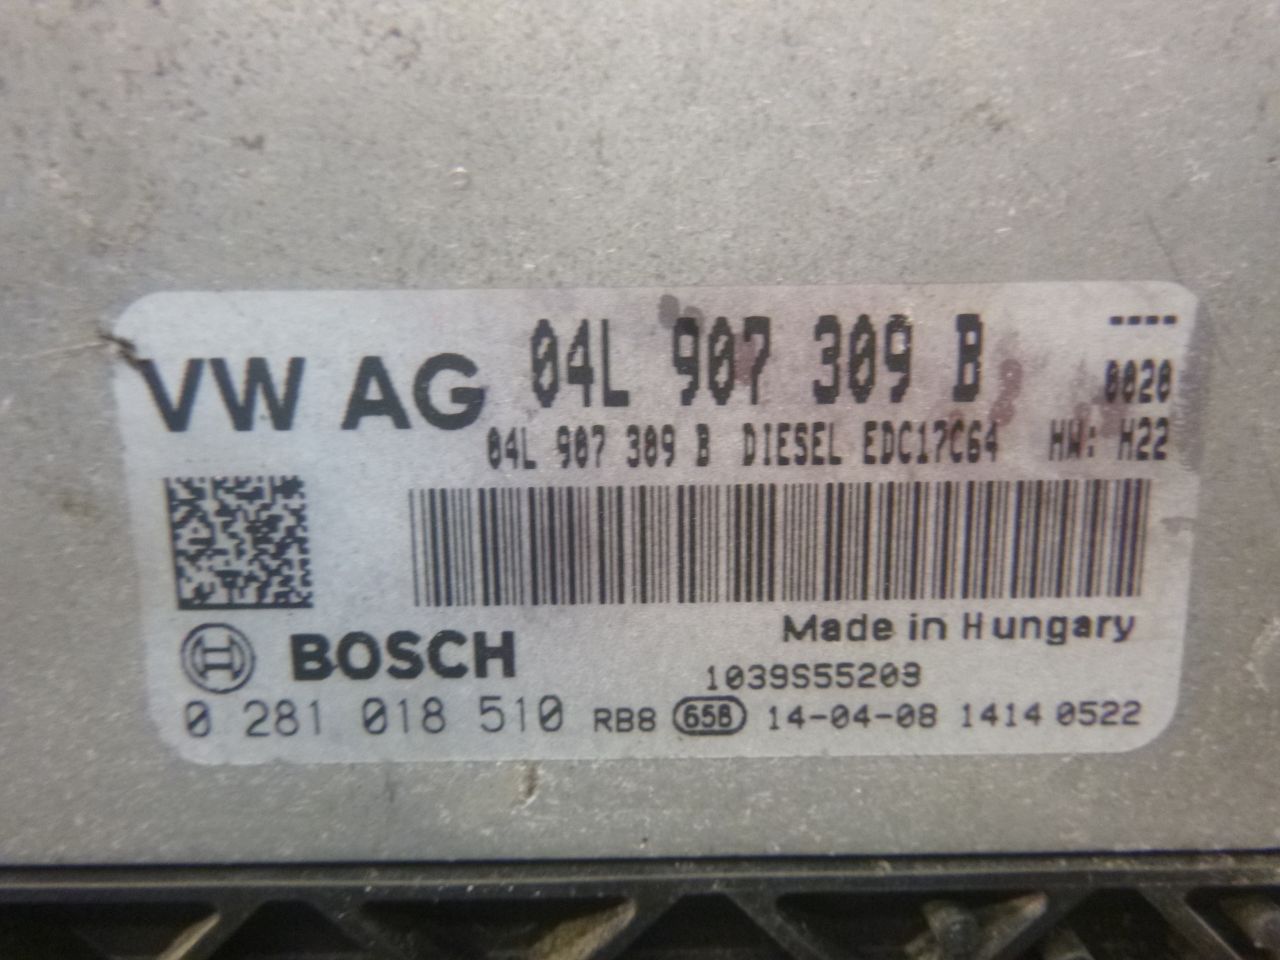 ----
VW AG 04L 907 309 B 0020
04L 907 309 B DIESEL EDC17C64 HW: H22
Made in Hungary
BOSCH
1039S55209
0 281 018 510 RB8 65B 14-04-08 1414 0522